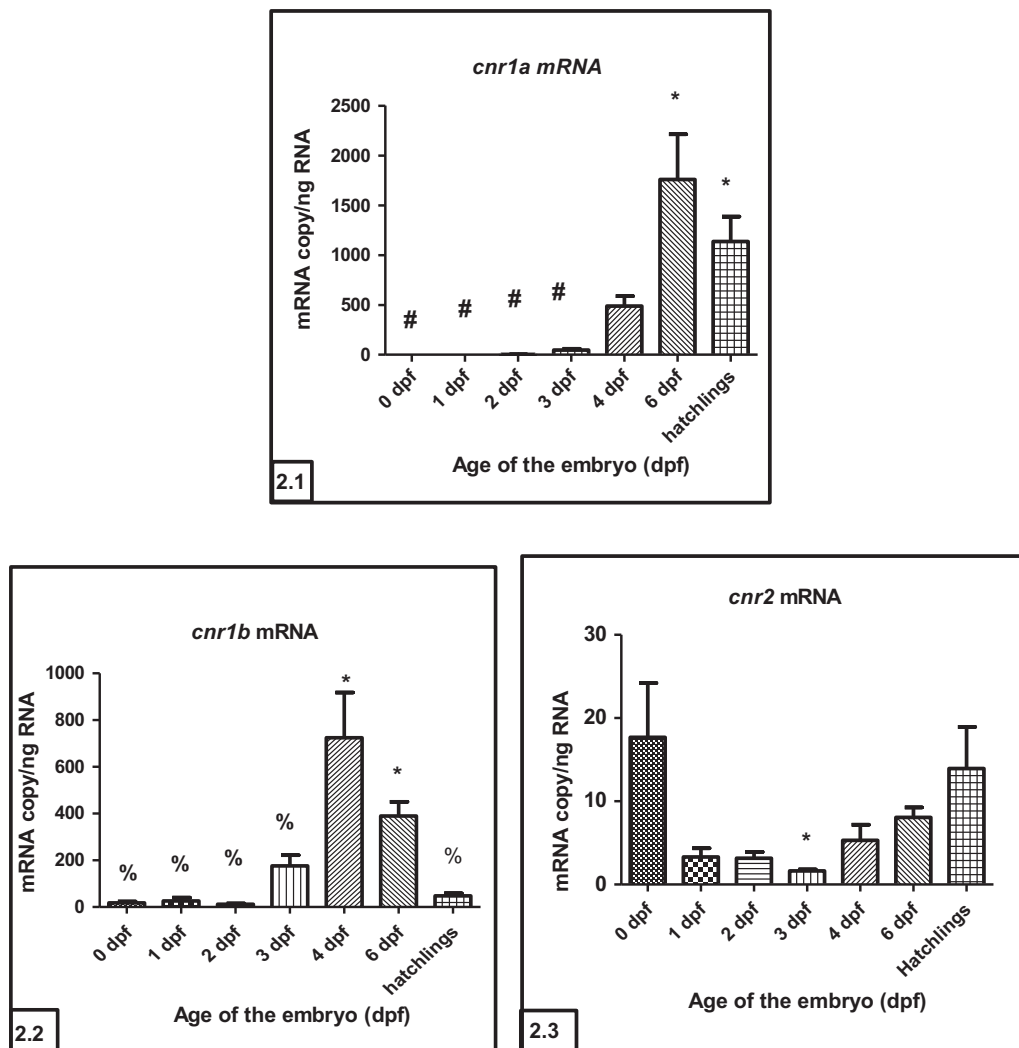 cnr1a mRNA
mRNA copy/ng RNA
2500
2000
1500
1000
500
0
# # # # * *
0 dpf
1 dpf
2 dpf
3 dpf
4 dpf
6 dpf
hatchlings
Age of the embryo (dpf)
2.1
cnr1b mRNA
mRNA copy/ng RNA
1000
800
600
400
200
0
% % % % * * %
0 dpf
1 dpf
2 dpf
3 dpf
4 dpf
6 dpf
hatchlings
Age of the embryo (dpf)
2.2
cnr2 mRNA
mRNA copy/ng RNA
30
20
10
0
*
0 dpf
1 dpf
2 dpf
3 dpf
4 dpf
6 dpf
Hatchlings
Age of the embryo (dpf)
2.3